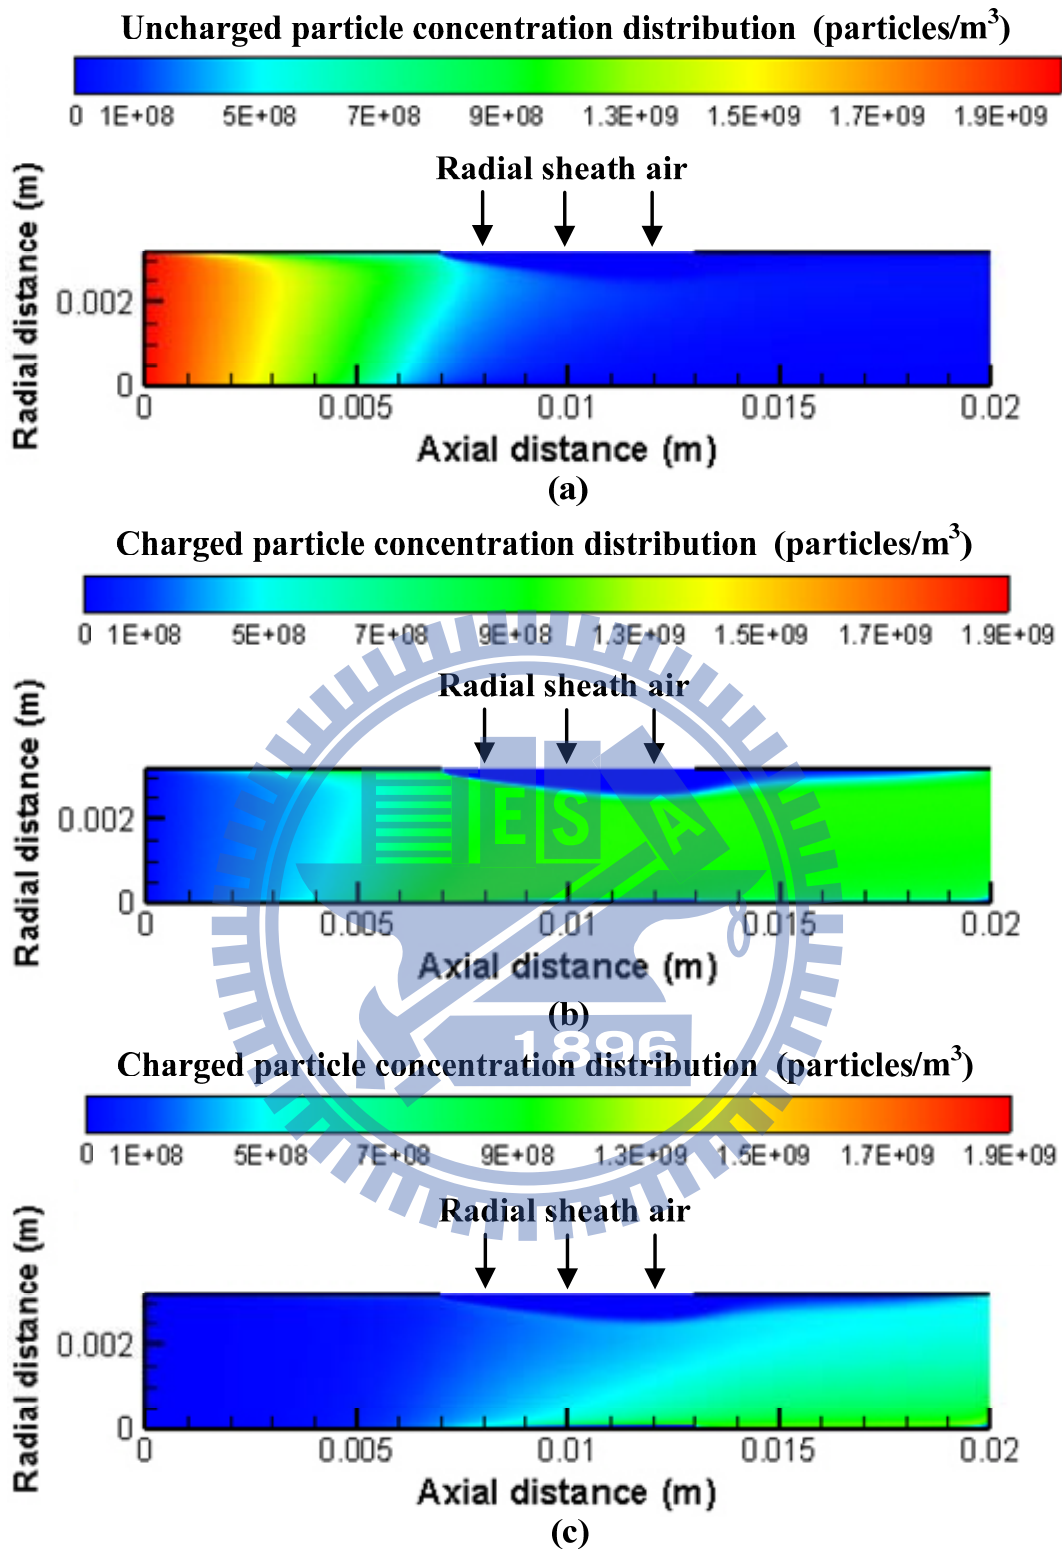 Uncharged particle concentration distribution (particles/m³)
0 1E+08 5E+08 7E+08 9E+08 1.3E+09 1.5E+09 1.7E+09 1.9E+09
Radial sheath air
Radial distance (m)
0.002
0
0 0.005 0.01 0.015 0.02
Axial distance (m)
(a)
Charged particle concentration distribution (particles/m³)
0 1E+08 5E+08 7E+08 9E+08 1.3E+09 1.5E+09 1.7E+09 1.9E+09
Radial sheath air
Radial distance (m)
0.002
0
E S A
0 0.005 0.01 0.015 0.02
Axial distance (m)
(b)
1896
Charged particle concentration distribution (particles/m³)
0 1E+08 5E+08 7E+08 9E+08 1.3E+09 1.5E+09 1.7E+09 1.9E+09
Radial sheath air
Radial distance (m)
0.002
0
0 0.005 0.01 0.015 0.02
Axial distance (m)
(c)